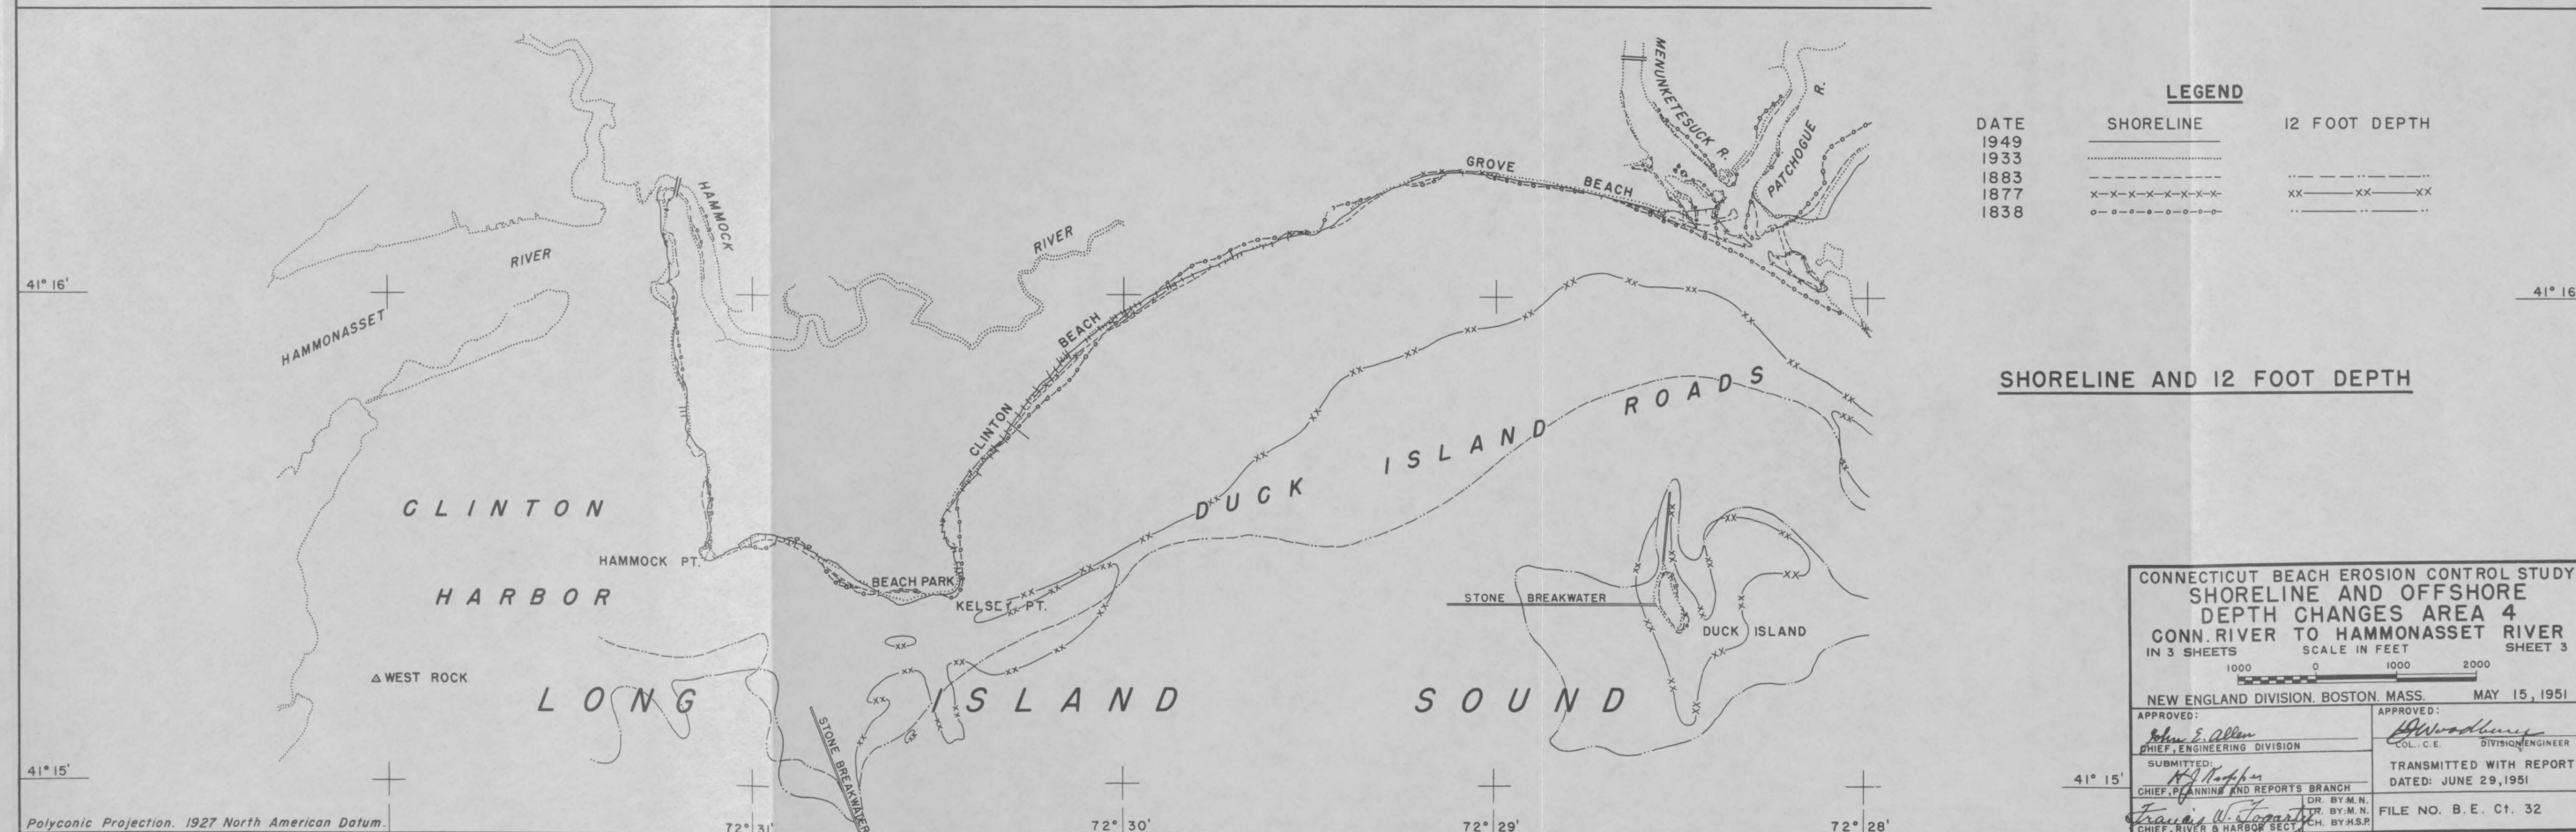 MENUNKETESUCK R.
PATCHOGUE R.
GROVE BEACH
HAMMOCK
RIVER
RIVER
41° 16'
HAMMONASSET
CLINTON BEACH
DUCK ISLAND ROADS
CLINTON
HARBOR
HAMMOCK PT.
BEACH PARK
KELSEY PT.
STONE BREAKWATER
DUCK ISLAND
△ WEST ROCK
LONG ISLAND SOUND
STONE BREAKWATER
41° 15'
Polyconic Projection. 1927 North American Datum.
72° 31'
72° 30'
72° 29'
72° 28'
LEGEND
DATE SHORELINE 12 FOOT DEPTH
1949
1933
1883
1877
1838
41° 16
SHORELINE AND 12 FOOT DEPTH
41° 15'
CONNECTICUT BEACH EROSION CONTROL STUDY
SHORELINE AND OFFSHORE
DEPTH CHANGES AREA 4
CONN. RIVER TO HAMMONASSET RIVER
IN 3 SHEETS SCALE IN FEET SHEET 3
1000 0 1000 2000
NEW ENGLAND DIVISION, BOSTON, MASS. MAY 15, 1951
APPROVED:
John E. Allen
CHIEF, ENGINEERING DIVISION
APPROVED:
COL. C.E. DIVISION ENGINEER
SUBMITTED:
CHIEF, PLANNING AND REPORTS BRANCH
TRANSMITTED WITH REPORT
DATED: JUNE 29, 1951
Francis W. Fogarty
CHIEF, RIVER & HARBOR SECT.
DR. BY: M.N.
TR. BY: M.N.
CH. BY: H.S.P.
FILE NO. B.E. Ct. 32